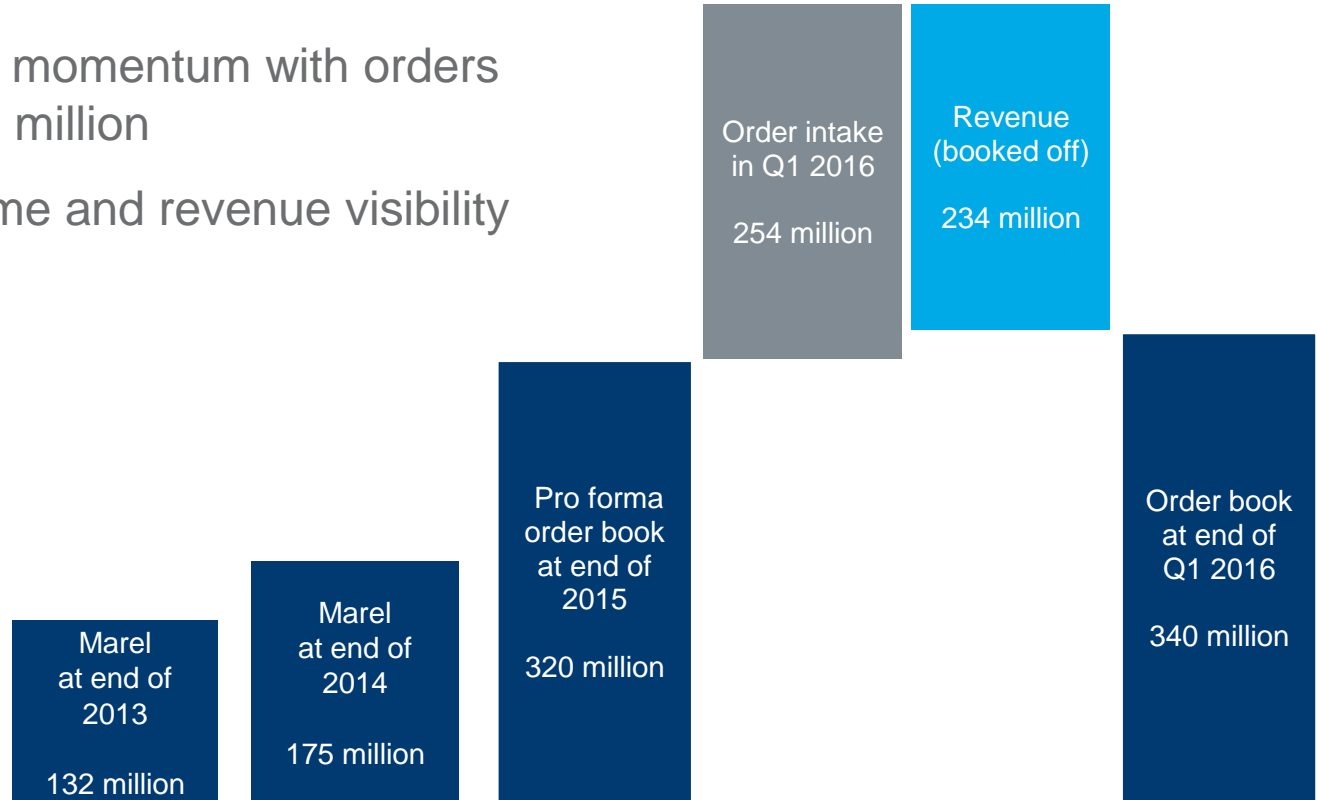 momentum with orders
million
me and revenue visibility
Order intake
in Q1 2016
254 million
Revenue
(booked off)
234 million
Pro forma
order book
at end of
2015
320 million
Order book
at end of
Q1 2016
340 million
Marel
at end of
2014
175 million
Marel
at end of
2013
132 million